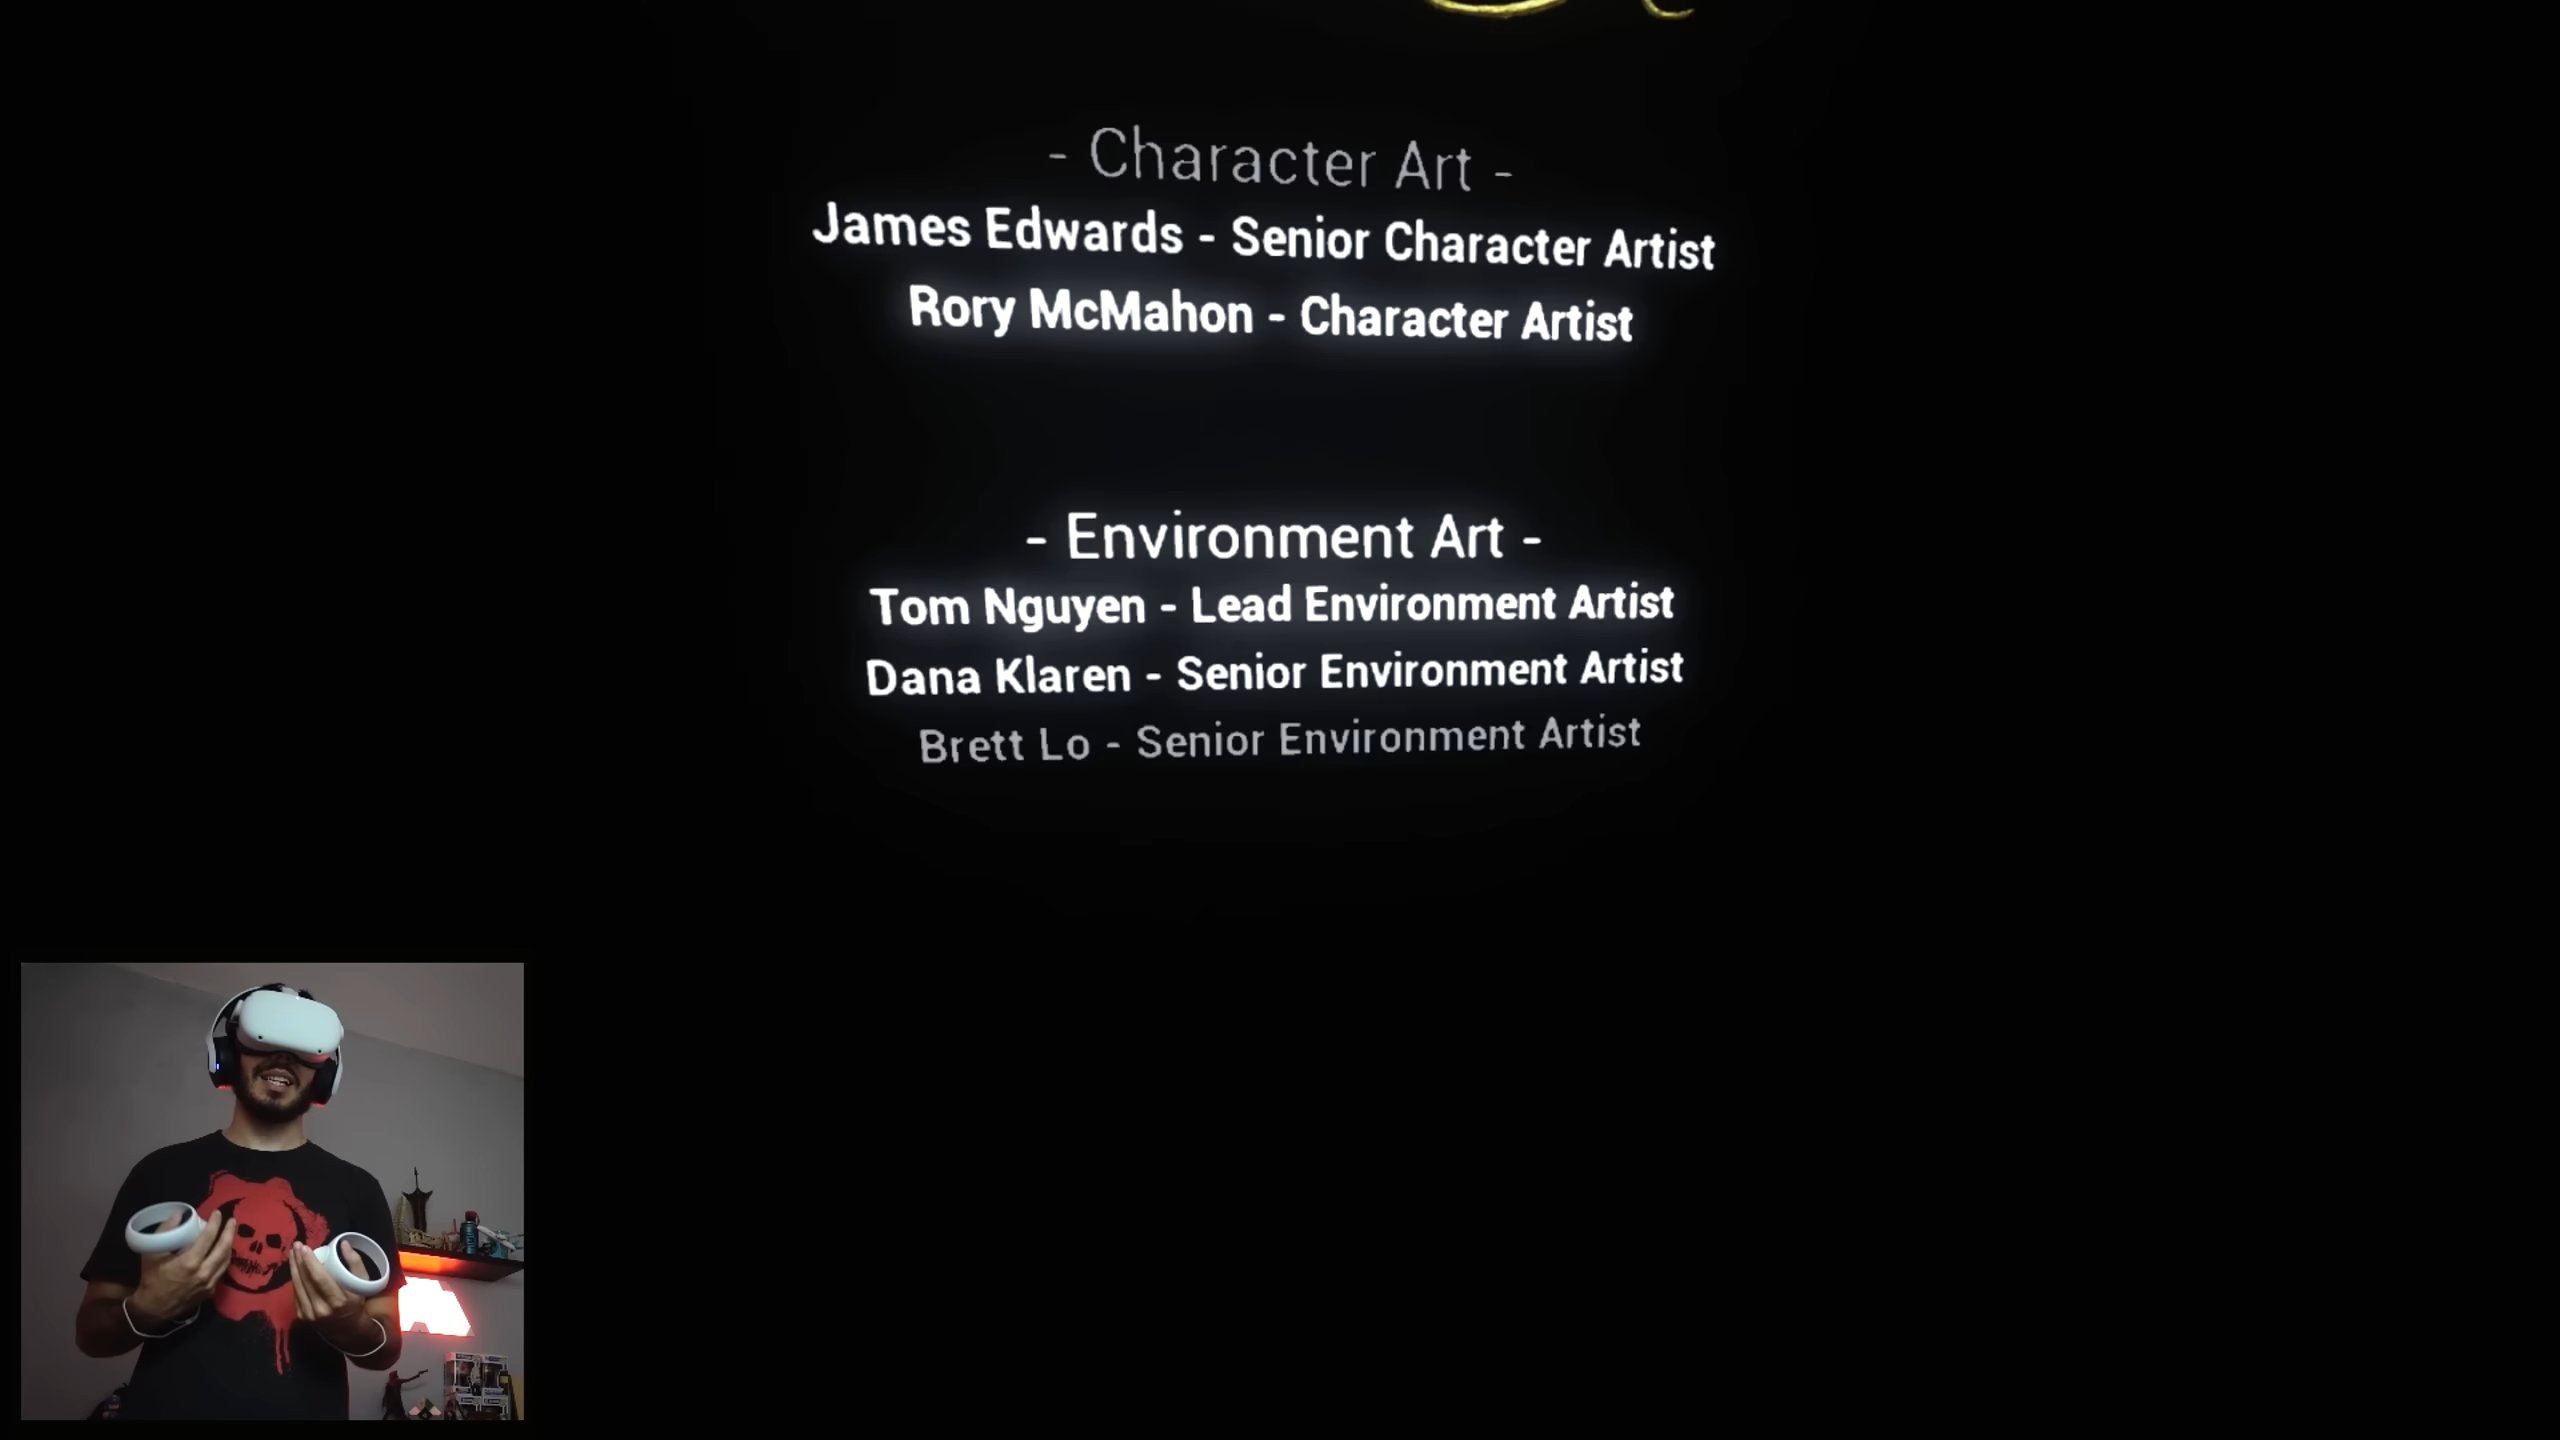 - Character Art -
James Edwards - Senior Character Artist
Rory McMahon - Character Artist
- Environment Art -
Tom Nguyen - Lead Environment Artist
Dana Klaren - Senior Environment Artist
Brett Lo - Senior Environment Artist